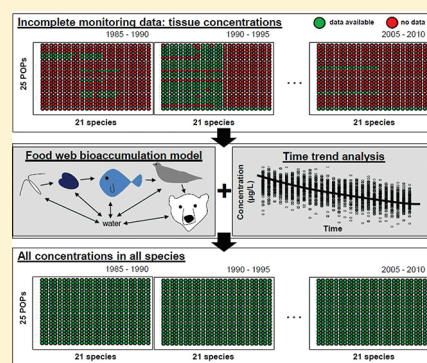 Incomplete monitoring data: tissue concentrations
data available
no data
1985 - 1990
1990 - 1995
2005 - 2010
25 POPs
...
21 species
21 species
21 species
Food web bioaccumulation model
water
+
Time trend analysis
Concentration
(µg/L)
Time
All concentrations in all species
1985 - 1990
1990 - 1995
2005 - 2010
25 POPs
...
21 species
21 species
21 species